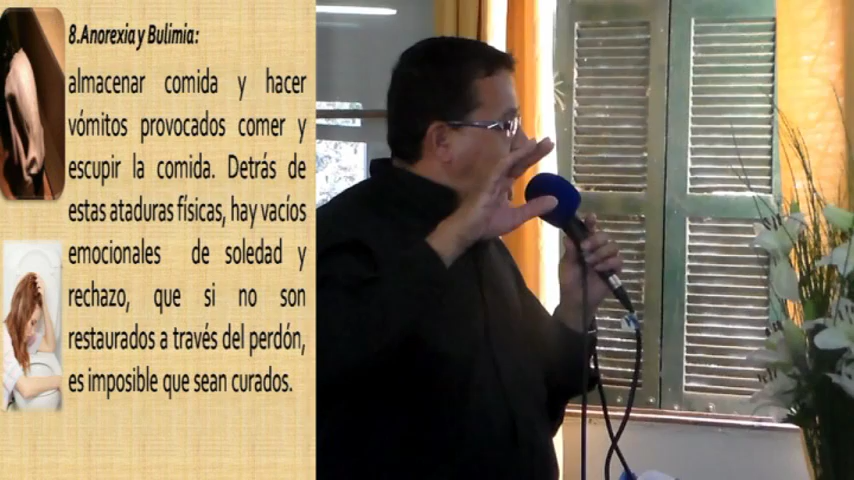 8.Anorexia y Bulimia:
almacenar comida y hacer
vómitos provocados comer y
escupir la comida. Detrás de
estas ataduras físicas, hay vacíos
emocionales de soledad y
rechazo, que si no son
restaurados a través del perdón,
es imposible que sean curados.